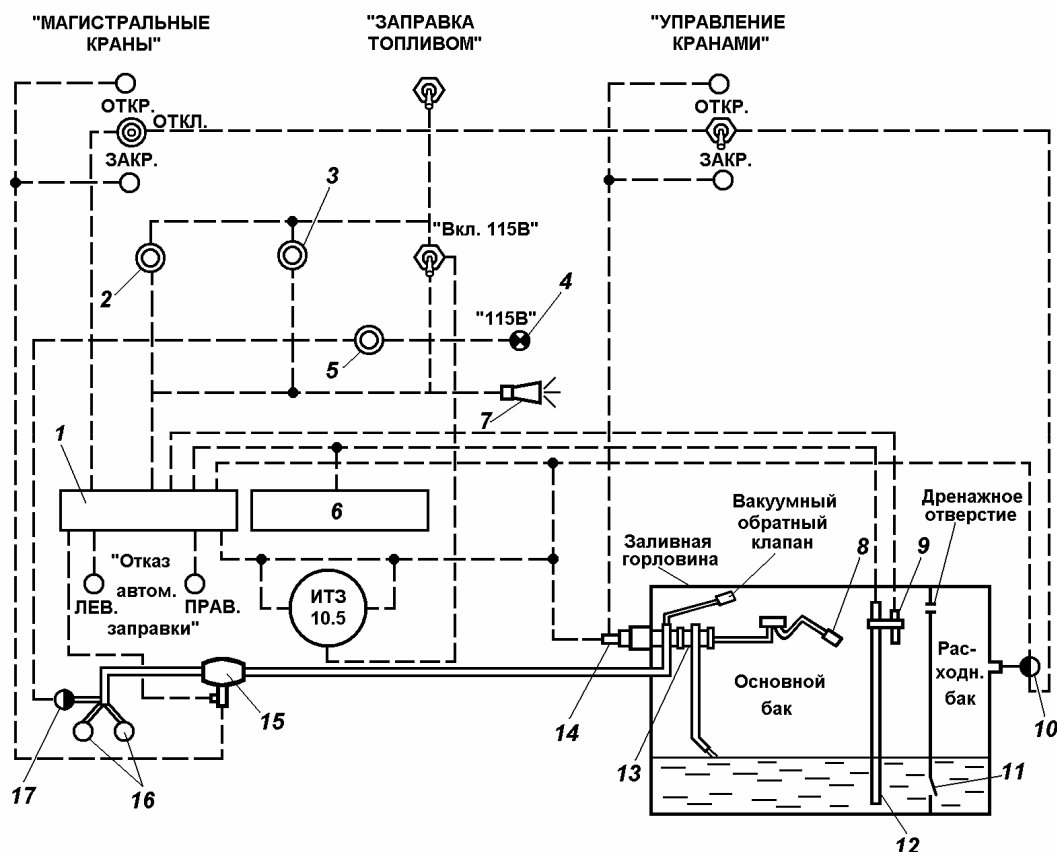 "МАГИСТРАЛЬНЫЕ
КРАНЫ"
"ЗАПРАВКА
ТОПЛИВОМ"
"УПРАВЛЕНИЕ
КРАНАМИ"
ОТКР.
ОТКЛ.
ЗАКР.
ОТКР.
ЗАКР.
3
"Вкл. 115В"
2
"115В"
4
5
7
1
6
"Отказ
автом.
заправки"
ЛЕВ.
ПРАВ.
ИТЗ
10.5
Заливная
горловина
Вакуумный
обратный
клапан
8
9
Дренажное
отверстие
Основной
бак
Рас-
ходн.
бак
10
15
14
13
11
17
16
12